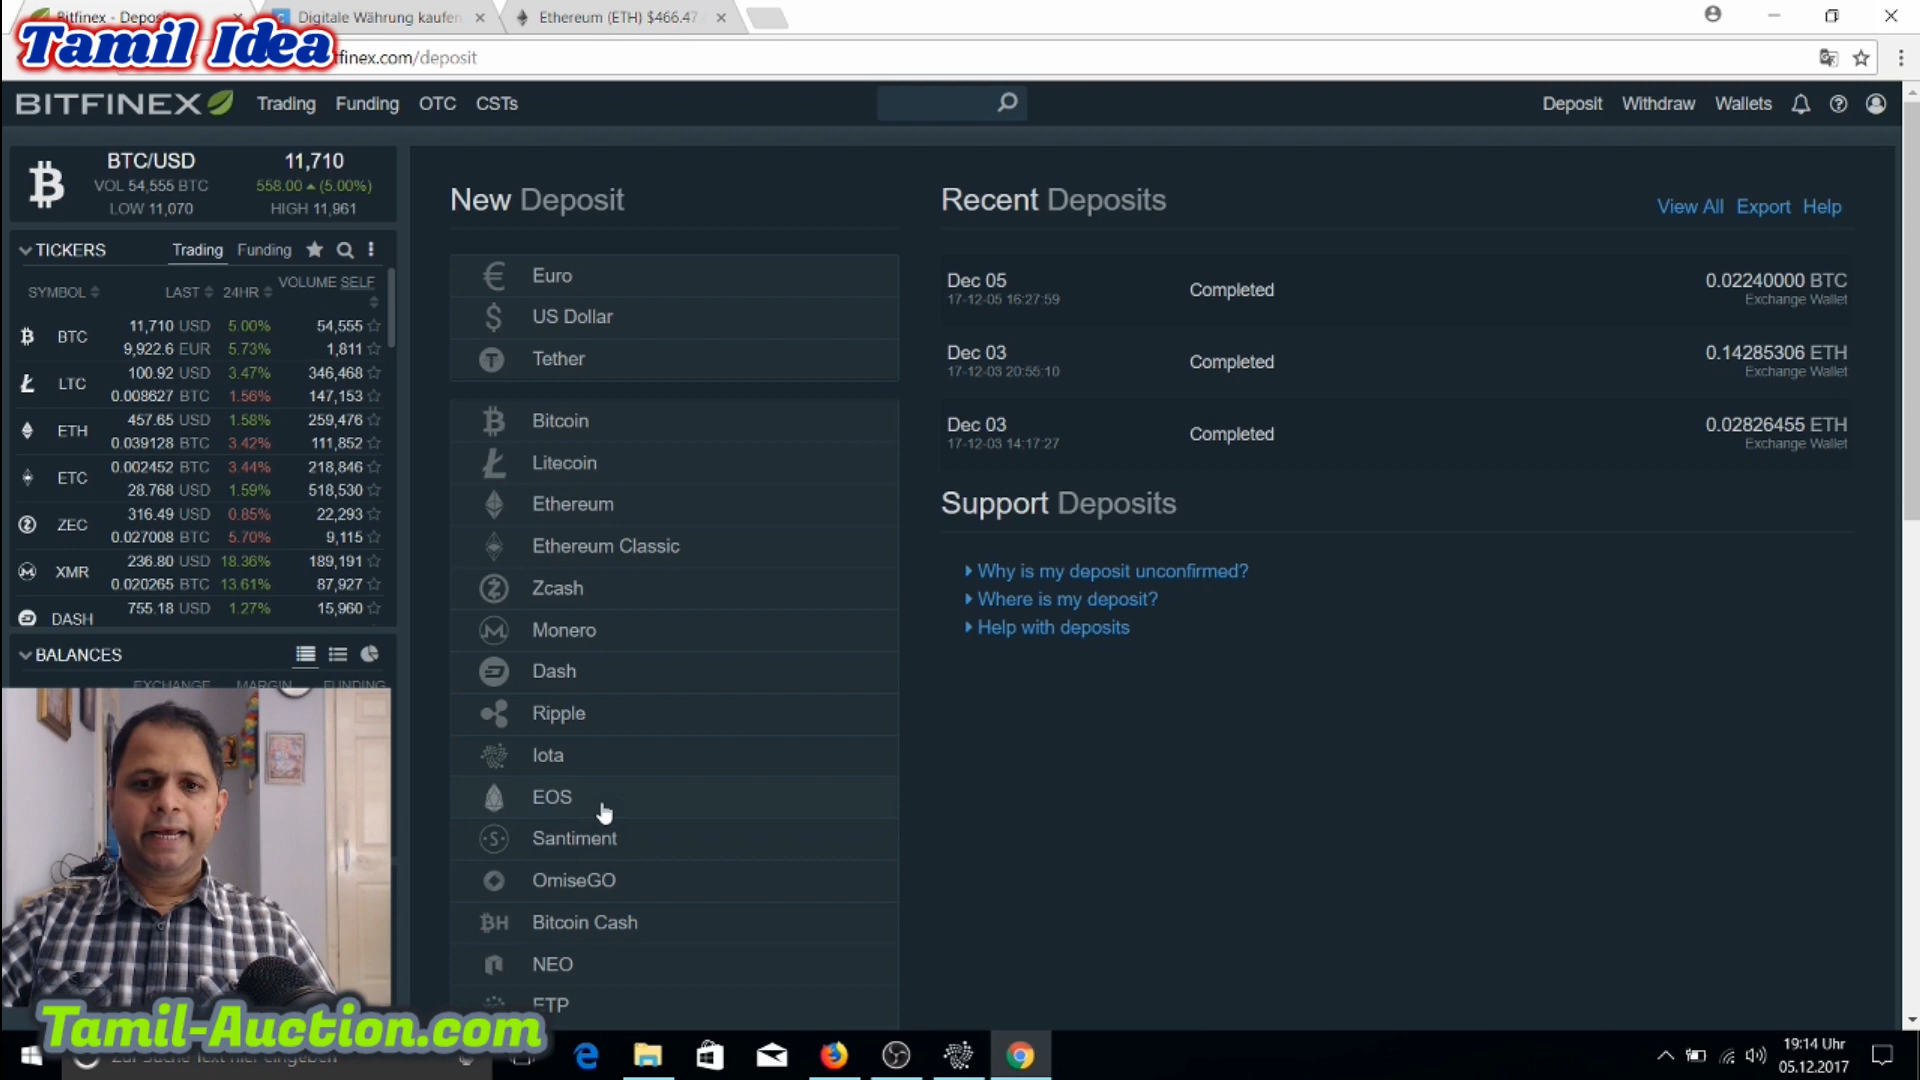 Bitfinex - Depos
Digitale Währung kaufen
Ethereum (ETH) $466.47
Tamil Idea
tfinex.com/deposit
BITFINEX Trading Funding OTC CSTs
Deposit Withdraw Wallets
BTC/USD 11,710
VOL 54,555 BTC 558.00 (5.00%)
LOW 11,070 HIGH 11,961
TICKERS Trading Funding
SYMBOL LAST 24HR VOLUME SELF
BTC 11,710 USD 5.00% 54,555
9,922.6 EUR 5.73% 1,811
LTC 100.92 USD 3.47% 346,468
0.008627 BTC 1.56% 147,153
ETH 457.65 USD 1.58% 259,476
0.039128 BTC 3.42% 111,852
ETC 0.002452 BTC 3.44% 218,846
28.768 USD 1.59% 518,530
ZEC 316.49 USD 0.85% 22,293
0.027008 BTC 5.70% 9,115
XMR 236.80 USD 18.36% 189,191
0.020265 BTC 13.61% 87,927
DASH 755.18 USD 1.27% 15,960
BALANCES
EXCHANGE MARGIN FUNDING
New Deposit
Euro
US Dollar
Tether
Bitcoin
Litecoin
Ethereum
Ethereum Classic
Zcash
Monero
Dash
Ripple
Iota
EOS
Santiment
OmiseGO
Bitcoin Cash
NEO
ETP
Recent Deposits
View All Export Help
Dec 05 Completed 0.02240000 BTC
17-12-05 16:27:59 Exchange Wallet
Dec 03 Completed 0.14285306 ETH
17-12-03 20:55:10 Exchange Wallet
Dec 03 Completed 0.02826455 ETH
17-12-03 14:17:27 Exchange Wallet
Support Deposits
Why is my deposit unconfirmed?
Where is my deposit?
Help with deposits
Tamil-Auction.com
Zur Suche Text hier eingeben
19:14 Uhr
05.12.2017